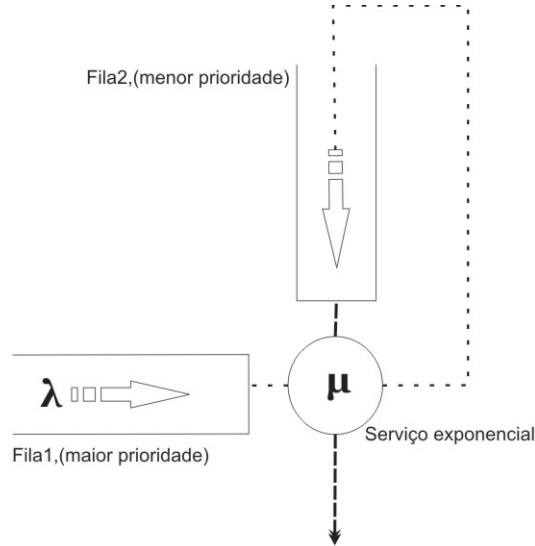 Fila2,(menor prioridade)
λ
μ
Serviço exponencial
Fila1,(maior prioridade)